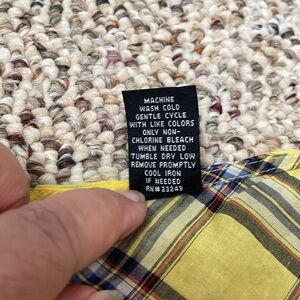 MACHINE
WASH COLD
GENTLE CYCLE
WITH LIKE COLORS
ONLY NON-
CHLORINE BLEACH
WHEN NEEDED
TUMBLE DRY LOW
REMOVE PROMPTLY
COOL IRON
IF NEEDED
RN#23243